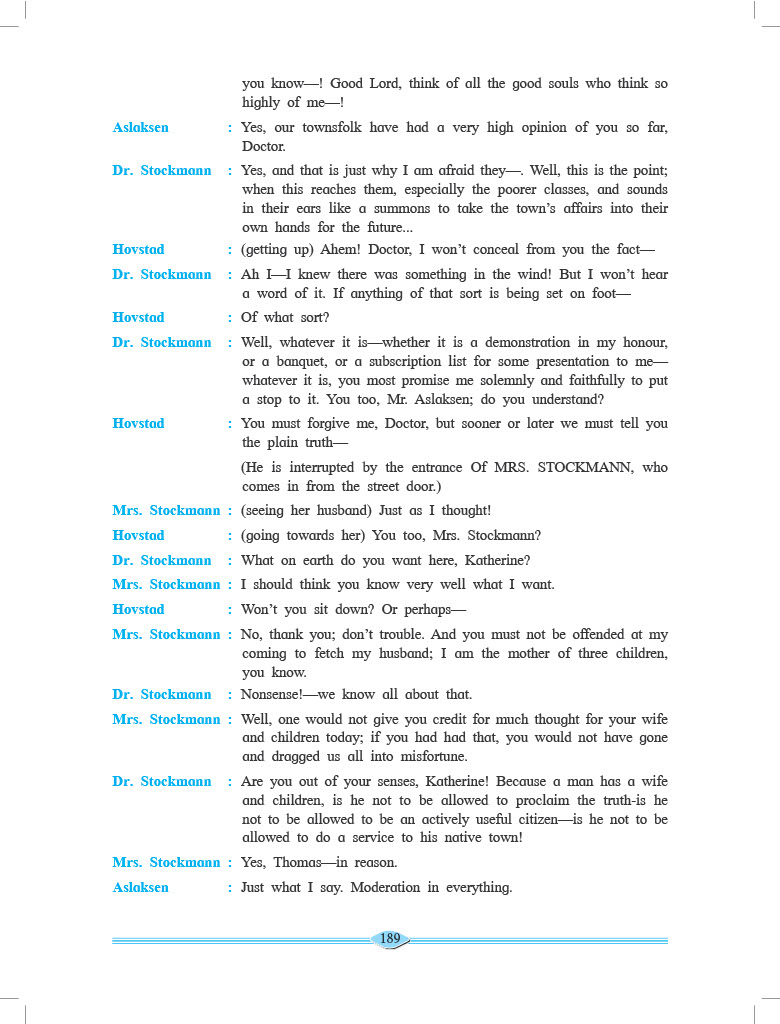 you know—! Good Lord, think of all the good souls who think so
highly of me—!
Aslaksen : Yes, our townsfolk have had a very high opinion of you so far,
Doctor.
Dr. Stockmann : Yes, and that is just why I am afraid they—. Well, this is the point;
when this reaches them, especially the poorer classes, and sounds
in their ears like a summons to take the town’s affairs into their
own hands for the future...
Hovstad : (getting up) Ahem! Doctor, I won’t conceal from you the fact—
Dr. Stockmann : Ah I—I knew there was something in the wind! But I won’t hear
a word of it. If anything of that sort is being set on foot—
Hovstad : Of what sort?
Dr. Stockmann : Well, whatever it is—whether it is a demonstration in my honour,
or a banquet, or a subscription list for some presentation to me—
whatever it is, you most promise me solemnly and faithfully to put
a stop to it. You too, Mr. Aslaksen; do you understand?
Hovstad : You must forgive me, Doctor, but sooner or later we must tell you
the plain truth—
(He is interrupted by the entrance Of MRS. STOCKMANN, who
comes in from the street door.)
Mrs. Stockmann : (seeing her husband) Just as I thought!
Hovstad : (going towards her) You too, Mrs. Stockmann?
Dr. Stockmann : What on earth do you want here, Katherine?
Mrs. Stockmann : I should think you know very well what I want.
Hovstad : Won’t you sit down? Or perhaps—
Mrs. Stockmann : No, thank you; don’t trouble. And you must not be offended at my
coming to fetch my husband; I am the mother of three children,
you know.
Dr. Stockmann : Nonsense!—we know all about that.
Mrs. Stockmann : Well, one would not give you credit for much thought for your wife
and children today; if you had had that, you would not have gone
and dragged us all into misfortune.
Dr. Stockmann : Are you out of your senses, Katherine! Because a man has a wife
and children, is he not to be allowed to proclaim the truth-is he
not to be allowed to be an actively useful citizen—is he not to be
allowed to do a service to his native town!
Mrs. Stockmann : Yes, Thomas—in reason.
Aslaksen : Just what I say. Moderation in everything.
189